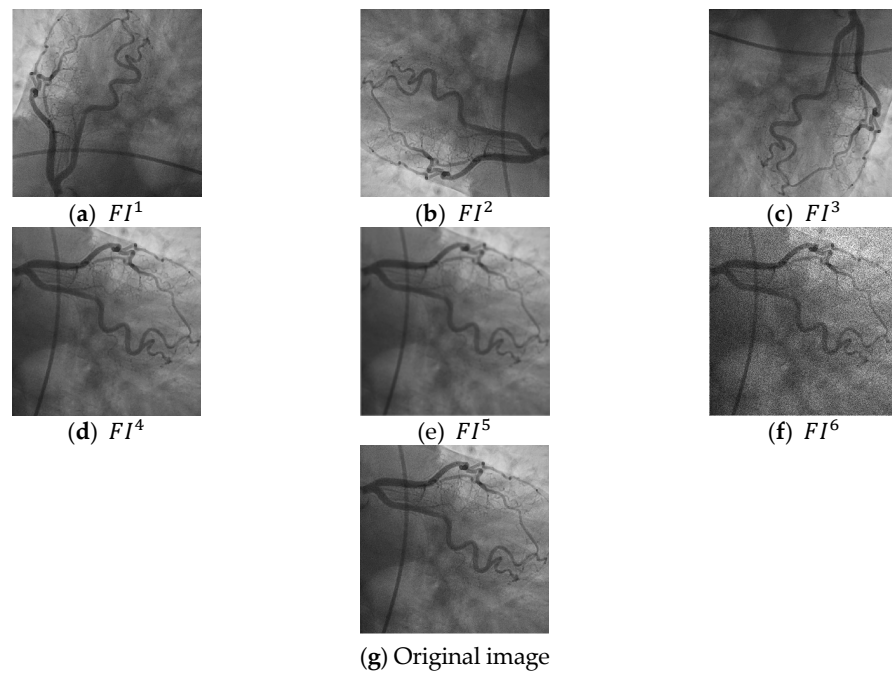 (a) FI¹
(b) FI²
(c) FI³
(d) FI⁴
(e) FI⁵
(f) FI⁶
(g) Original image